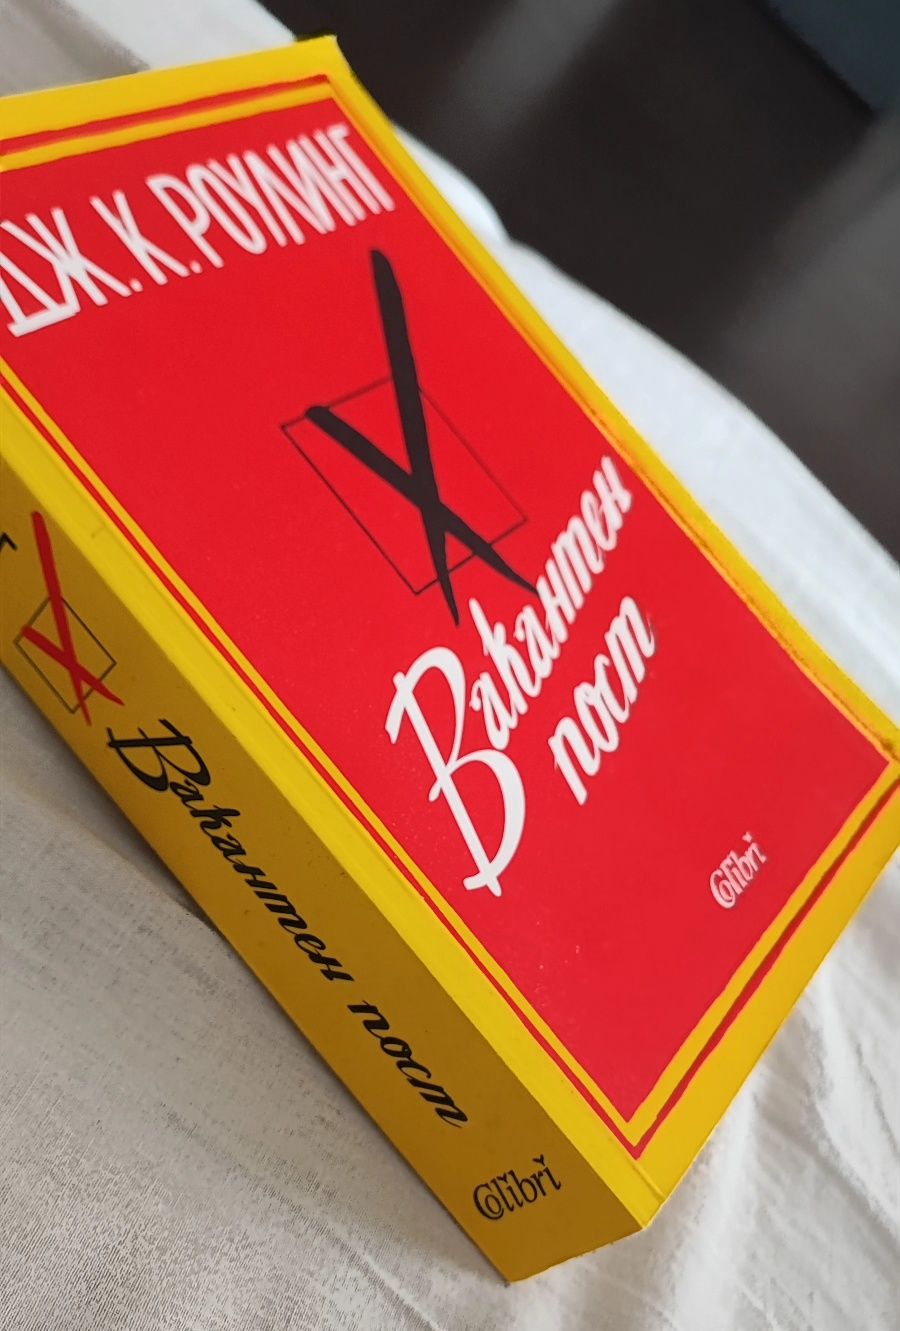 ДЖ. К. РОУЛИНГ
Вакантен
пост
Colibri
Вакантен пост
Colibri